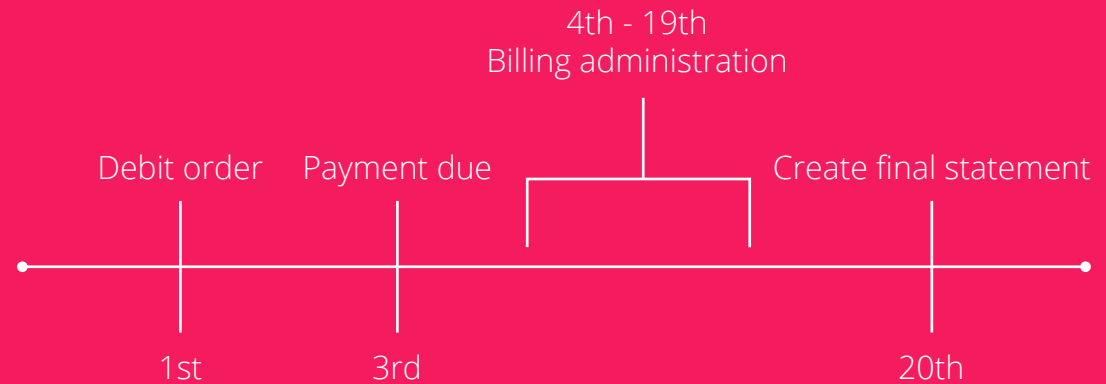 4th - 19th
Billing administration
Debit order
Payment due
Create final statement
1st
3rd
20th